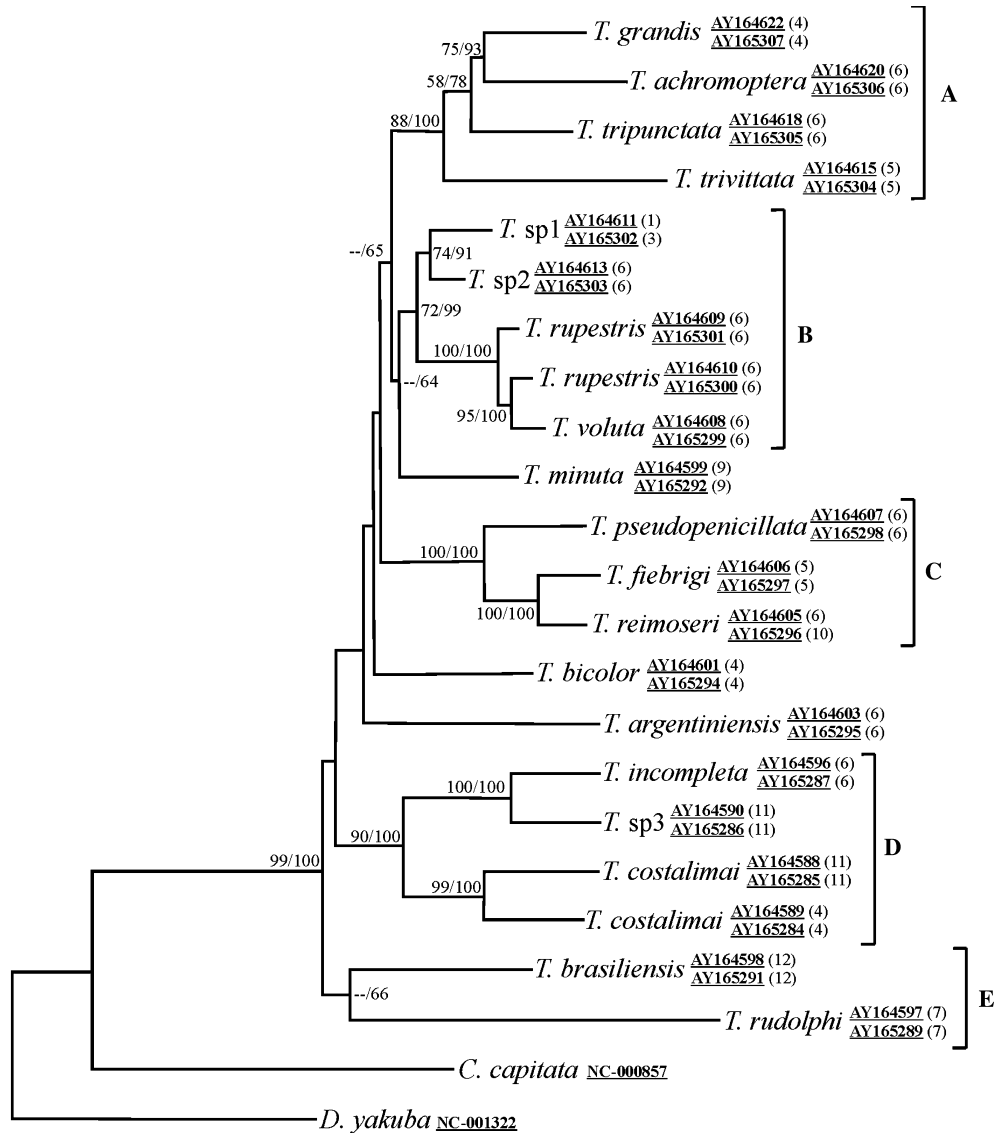 T. grandis AY164622 (4)
AY165307 (4)
75/93
58/78
T. achromoptera AY164620 (6)
AY165306 (6)
A
88/100
T. tripunctata AY164618 (6)
AY165305 (6)
T. trivittata AY164615 (5)
AY165304 (5)
T. sp1 AY164611 (1)
AY165302 (3)
--/65
74/91
T. sp2 AY164613 (6)
AY165303 (6)
72/99
T. rupestris AY164609 (6)
AY165301 (6)
B
100/100
--/64
T. rupestris AY164610 (6)
AY165300 (6)
95/100
T. voluta AY164608 (6)
AY165299 (6)
T. minuta AY164599 (9)
AY165292 (9)
T. pseudopenicillata AY164607 (6)
AY165298 (6)
100/100
T. fiebrigi AY164606 (5)
AY165297 (5)
C
100/100
T. reimoseri AY164605 (6)
AY165296 (10)
T. bicolor AY164601 (4)
AY165294 (4)
T. argentiniensis AY164603 (6)
AY165295 (6)
T. incompleta AY164596 (6)
AY165287 (6)
100/100
T. sp3 AY164590 (11)
AY165286 (11)
90/100
D
99/100
T. costalimai AY164588 (11)
AY165285 (11)
99/100
T. costalimai AY164589 (4)
AY165284 (4)
T. brasiliensis AY164598 (12)
AY165291 (12)
--/66
E
T. rudolphi AY164597 (7)
AY165289 (7)
C. capitata NC-000857
D. yakuba NC-001322